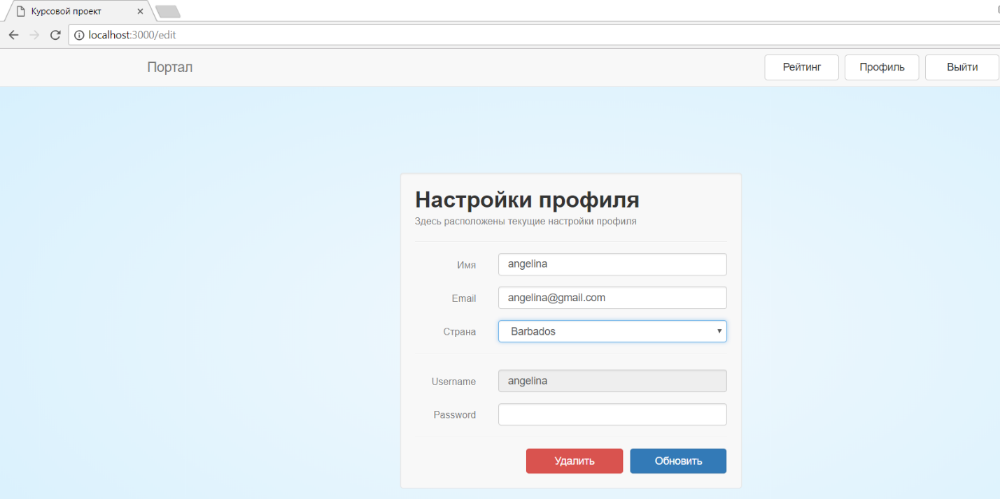 Курсовой проект
localhost:3000/edit
Портал
Рейтинг
Профиль
Выйти
Настройки профиля
Здесь расположены текущие настройки профиля
Имя angelina
Email angelina@gmail.com
Страна Barbados
Username angelina
Password
Удалить Обновить